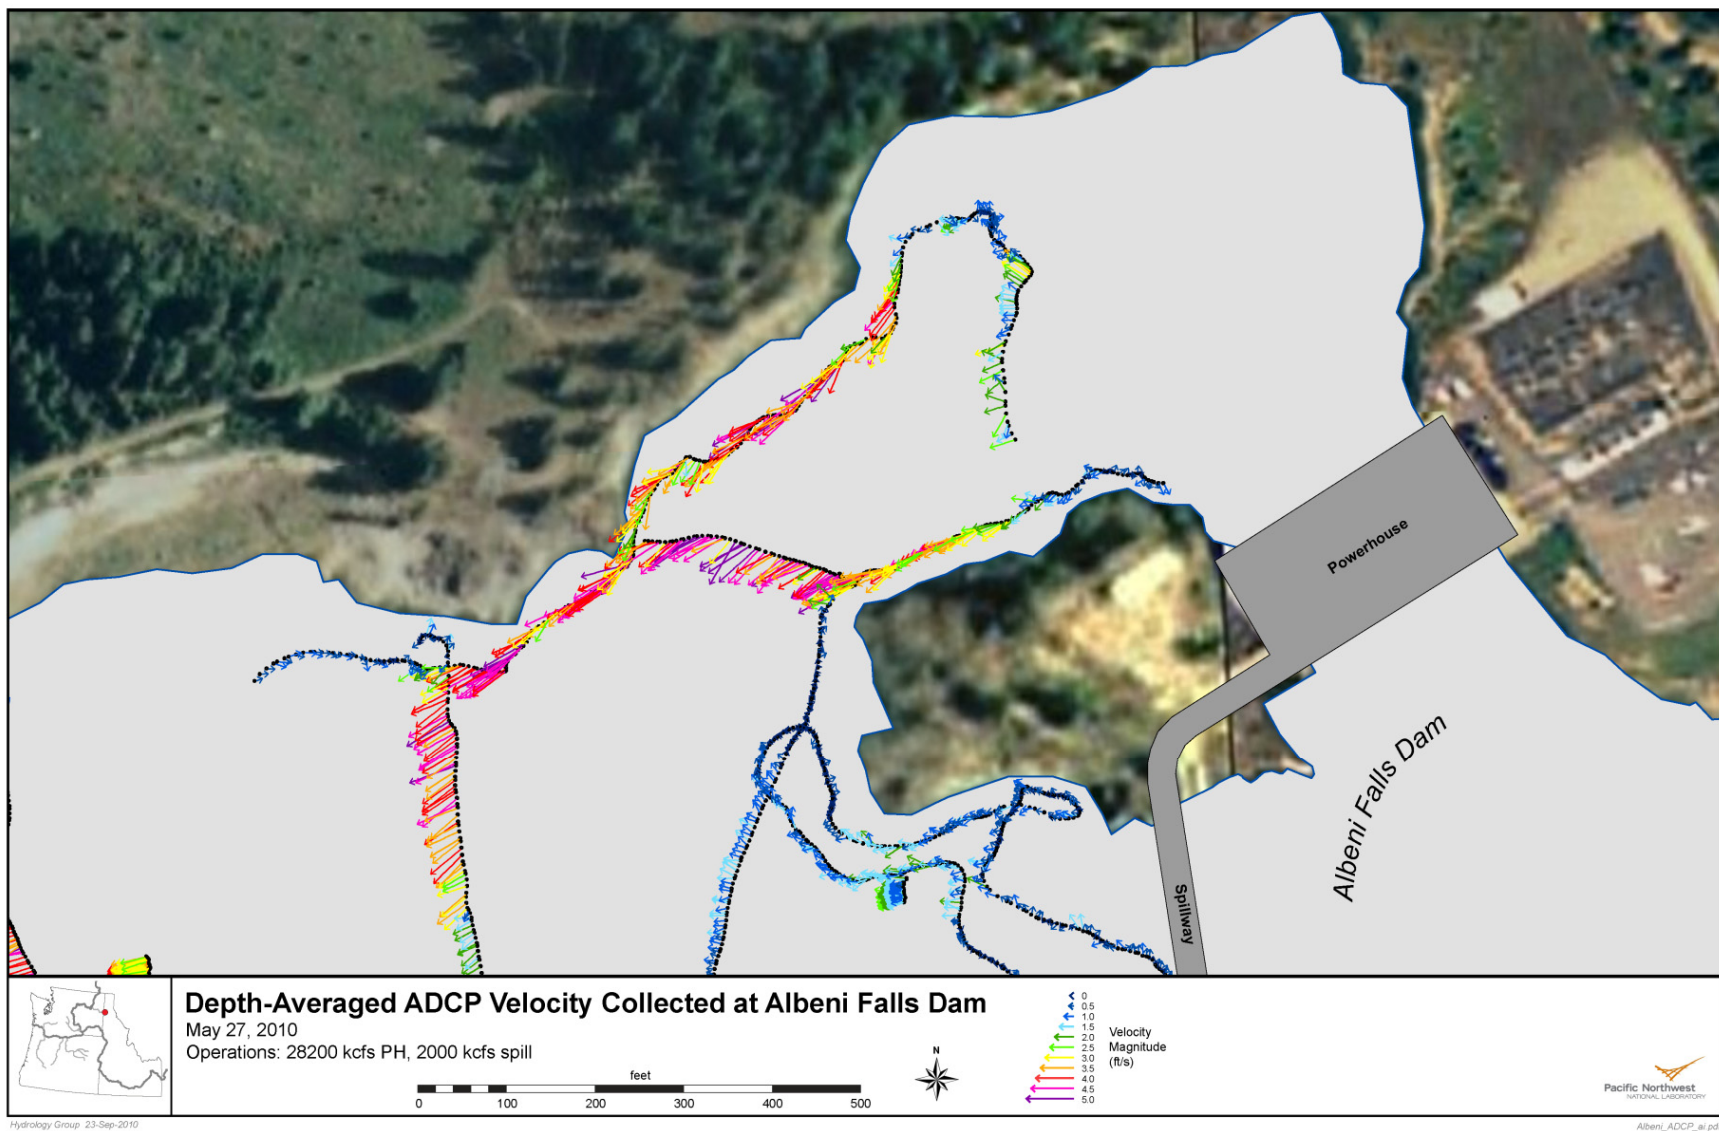 Powerhouse
Albeni Falls Dam
Spillway
Depth-Averaged ADCP Velocity Collected at Albeni Falls Dam
May 27, 2010
Operations: 28200 kcfs PH, 2000 kcfs spill
feet
0 100 200 300 400 500
N
0
0.5
1.0
1.5
2.0
2.5
3.0
3.5
4.0
4.5
5.0
Velocity
Magnitude
(ft/s)
Pacific Northwest
NATIONAL LABORATORY
Hydrology Group 23-Sep-2010
Albeni_ADCP_ai.pd